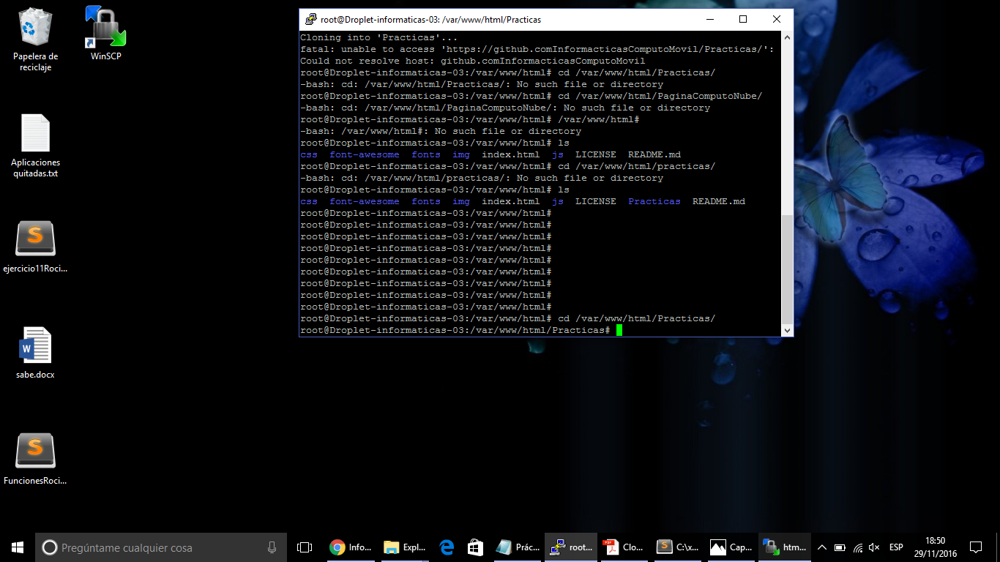 Papelera de
reciclaje
WinSCP
Aplicaciones
quitadas.txt
ejercicio11Roci...
sabe.docx
FuncionesRoci...
root@Droplet-informaticas-03: /var/www/html/Practicas
Cloning into 'Practicas'...
fatal: unable to access 'https://github.comInformacticasComputoMovil/Practicas/':
Could not resolve host: github.comInformacticasComputoMovil
root@Droplet-informaticas-03:/var/www/html# cd /var/www/html/Practicas/
-bash: cd: /var/www/html/Practicas/: No such file or directory
root@Droplet-informaticas-03:/var/www/html# cd /var/www/html/PaginaComputoNube/
-bash: cd: /var/www/html/PaginaComputoNube/: No such file or directory
root@Droplet-informaticas-03:/var/www/html# /var/www/html#
-bash: /var/www/html#: No such file or directory
root@Droplet-informaticas-03:/var/www/html# ls
css font-awesome fonts img index.html js LICENSE README.md
root@Droplet-informaticas-03:/var/www/html# cd /var/www/html/practicas/
-bash: cd: /var/www/html/practicas/: No such file or directory
root@Droplet-informaticas-03:/var/www/html# ls
css font-awesome fonts img index.html js LICENSE Practicas README.md
root@Droplet-informaticas-03:/var/www/html#
root@Droplet-informaticas-03:/var/www/html#
root@Droplet-informaticas-03:/var/www/html#
root@Droplet-informaticas-03:/var/www/html#
root@Droplet-informaticas-03:/var/www/html#
root@Droplet-informaticas-03:/var/www/html#
root@Droplet-informaticas-03:/var/www/html#
root@Droplet-informaticas-03:/var/www/html#
root@Droplet-informaticas-03:/var/www/html#
root@Droplet-informaticas-03:/var/www/html# cd /var/www/html/Practicas/
root@Droplet-informaticas-03:/var/www/html/Practicas#
Pregúntame cualquier cosa
Info...
Expl...
Prác...
root...
Clo...
C:\x...
Cap...
htm...
ESP
18:50
29/11/2016